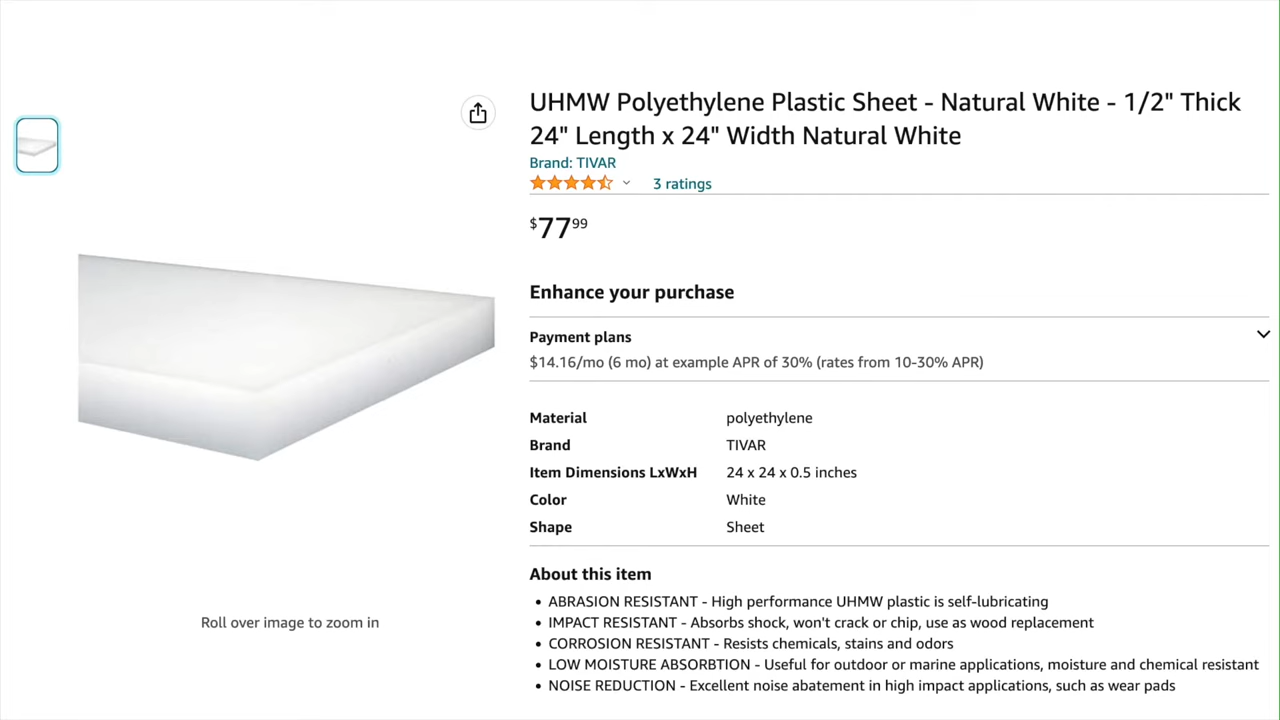 UHMW Polyethylene Plastic Sheet - Natural White - 1/2" Thick
24" Length x 24" Width Natural White
Brand: TIVAR
3 ratings
$7799
Enhance your purchase
Payment plans
$14.16/mo (6 mo) at example APR of 30% (rates from 10-30% APR)
Material polyethylene
Brand TIVAR
Item Dimensions LxWxH 24 x 24 x 0.5 inches
Color White
Shape Sheet
About this item
• ABRASION RESISTANT - High performance UHMW plastic is self-lubricating
• IMPACT RESISTANT - Absorbs shock, won't crack or chip, use as wood replacement
• CORROSION RESISTANT - Resists chemicals, stains and odors
• LOW MOISTURE ABSORBTION - Useful for outdoor or marine applications, moisture and chemical resistant
• NOISE REDUCTION - Excellent noise abatement in high impact applications, such as wear pads
Roll over image to zoom in